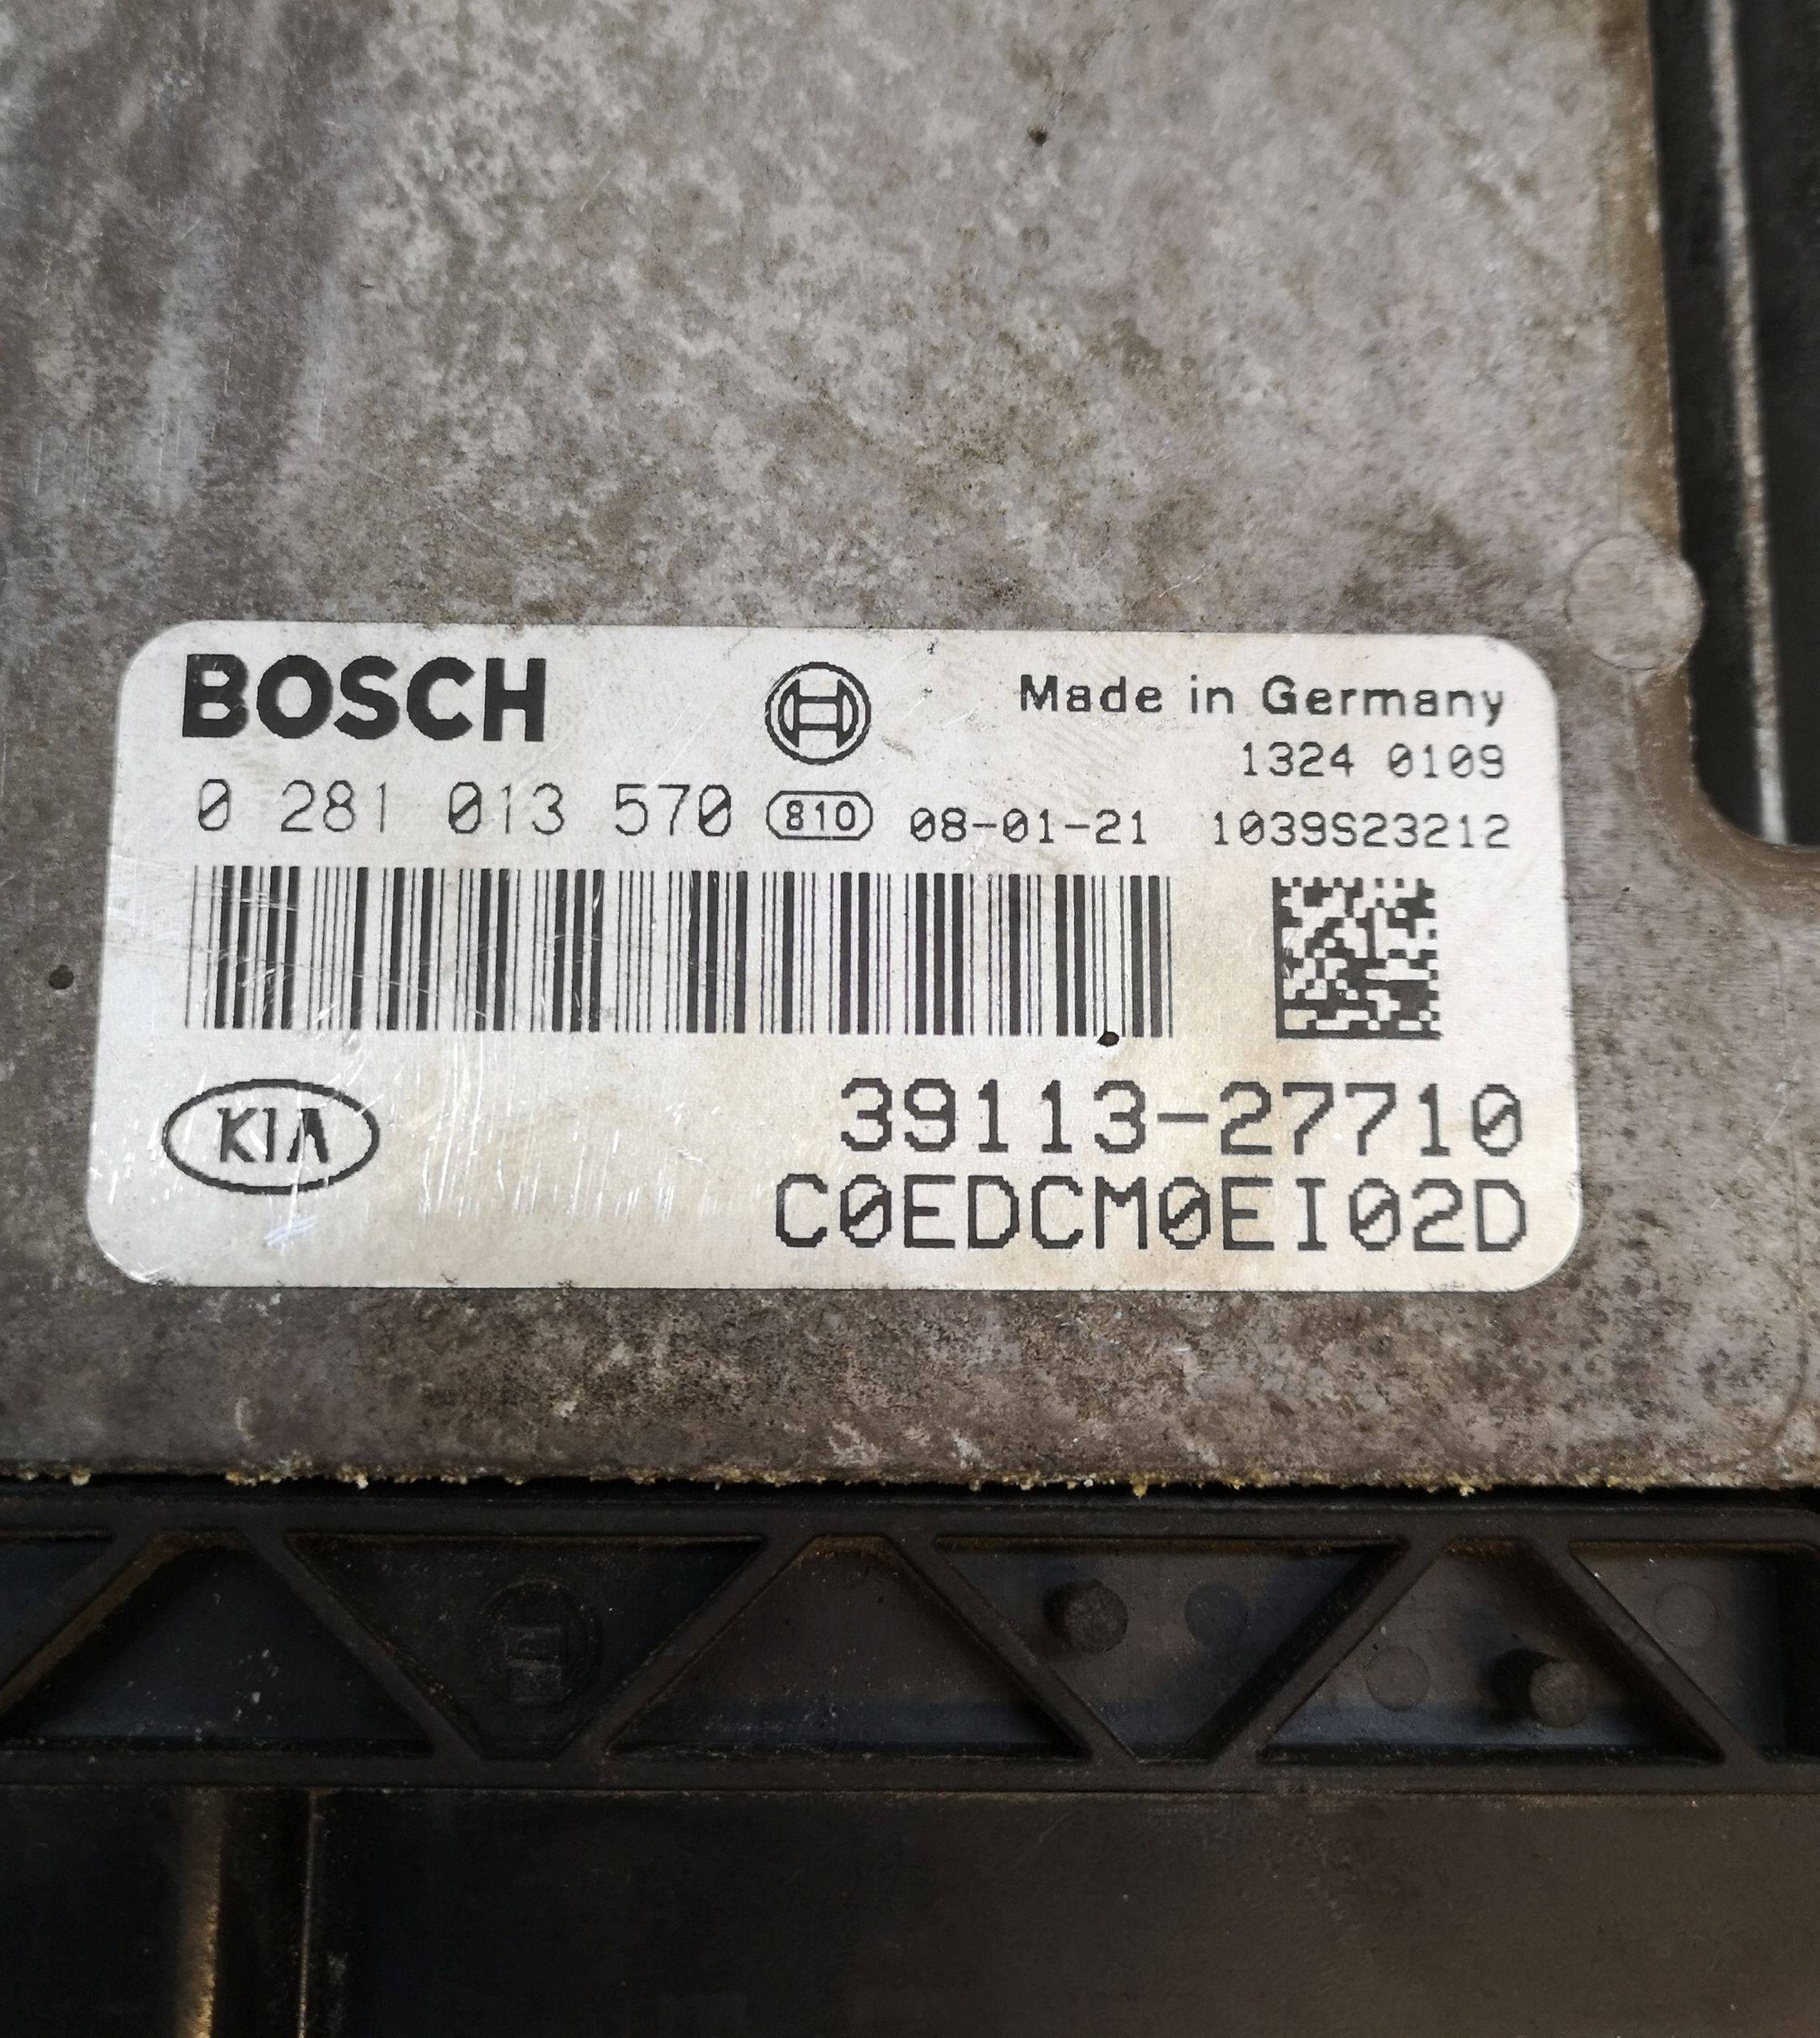 BOSCH
Made in Germany
1324 0109
0 281 013 570 810 08-01-21 1039S23212
KIA
39113-27710
C0EDCM0EI02D